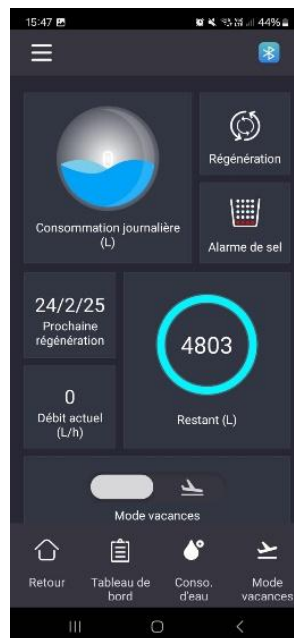 15:47
44%
0
Consommation journalière
(L)
Régénération
Alarme de sel
24/2/25
Prochaine
régénération
4803
Restant (L)
0
Débit actuel
(L/h)
Mode vacances
Retour
Tableau de
bord
Conso.
d'eau
Mode
vacances